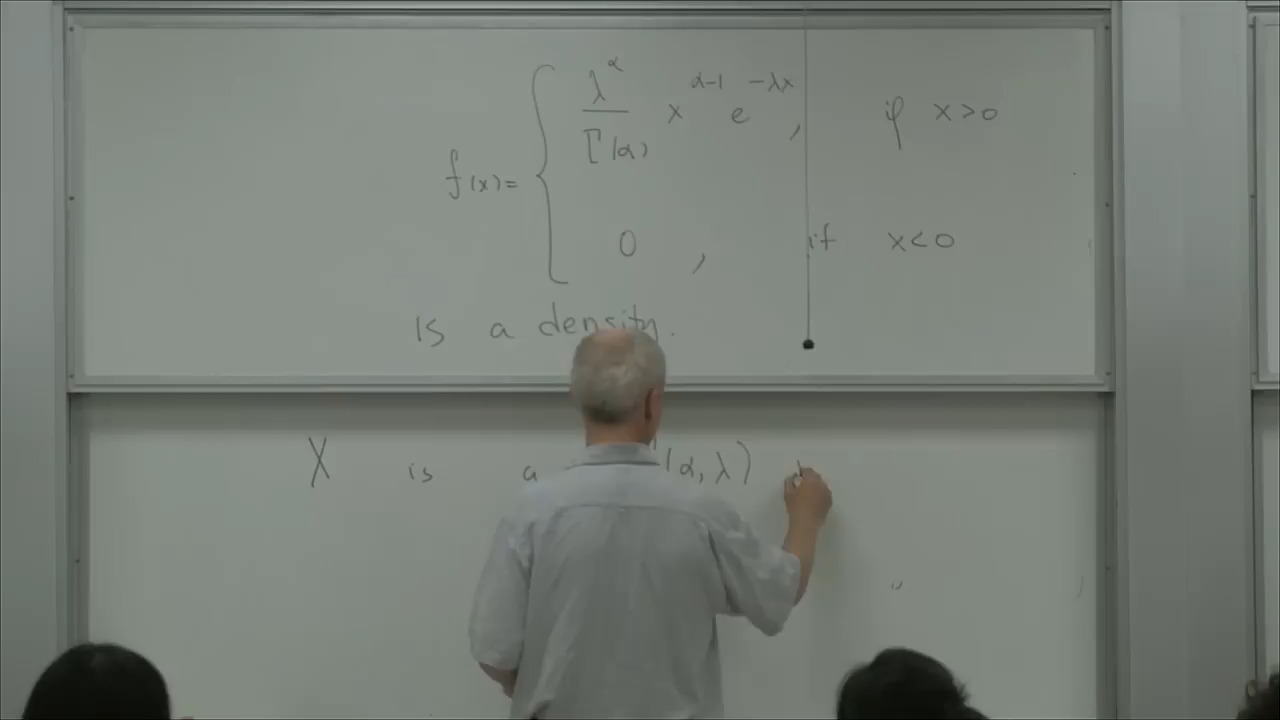 f(x)= { λ^α / Γ(α) x^(α-1) e^(-λx), if x>0
0, if x<0
is a density.
X is a (α, λ)